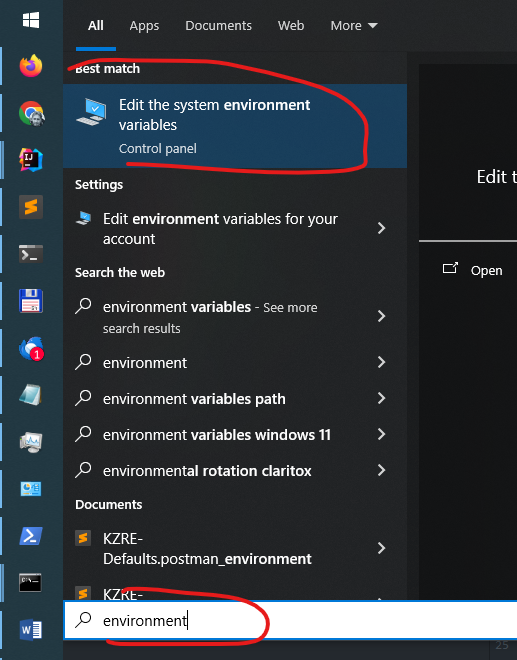 All Apps Documents Web More
Best match
Edit the system environment
variables
Control panel
Edit t
Settings
Edit environment variables for your
account
Search the web
Open
environment variables - See more
search results
environment
environment variables path
environment variables windows 11
environmental rotation claritox
Documents
KZRE-
Defaults.postman_environment
KZRE-
environment
25
IJ
1
W